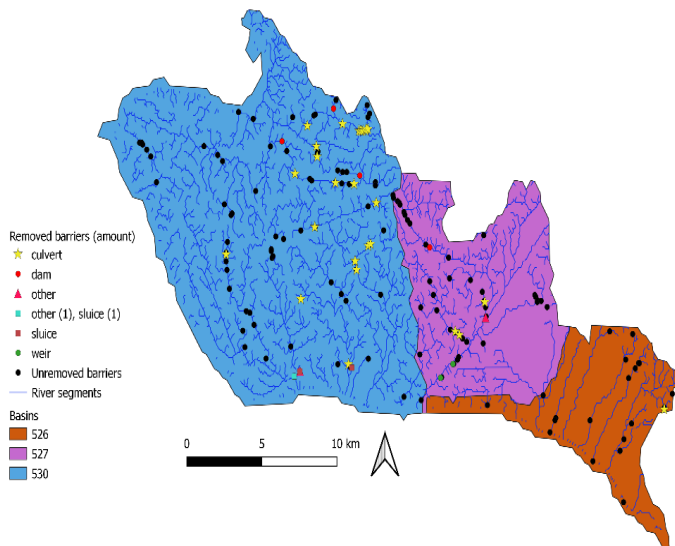 Removed barriers (amount)
culvert
dam
other
other (1), sluice (1)
sluice
weir
Unremoved barriers
River segments
Basins
526
527
530
0 5 10 km